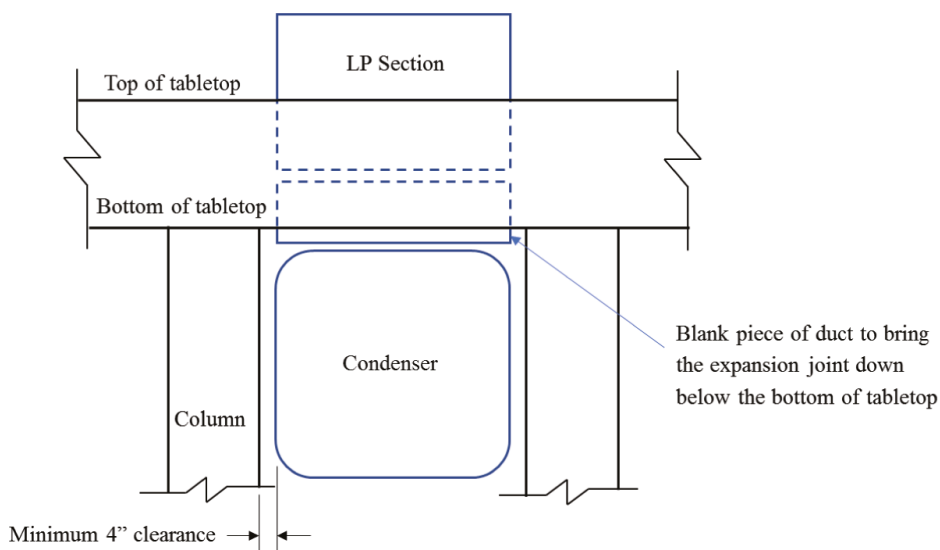 LP Section
Top of tabletop
Bottom of tabletop
Blank piece of duct to bring
the expansion joint down
below the bottom of tabletop
Condenser
Column
Minimum 4” clearance